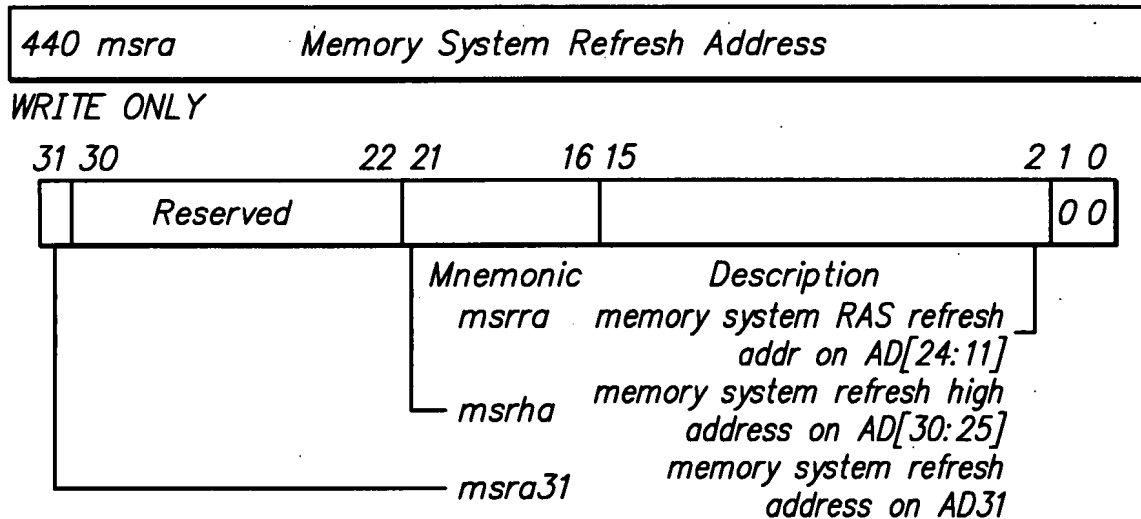 440 msra Memory System Refresh Address
WRITE ONLY
31 30 22 21 16 15 2 1 0
Reserved 0 0
Mnemonic Description
msrra memory system RAS refresh
addr on AD[24:11]
msrha memory system refresh high
address on AD[30:25]
msra31 memory system refresh
address on AD31